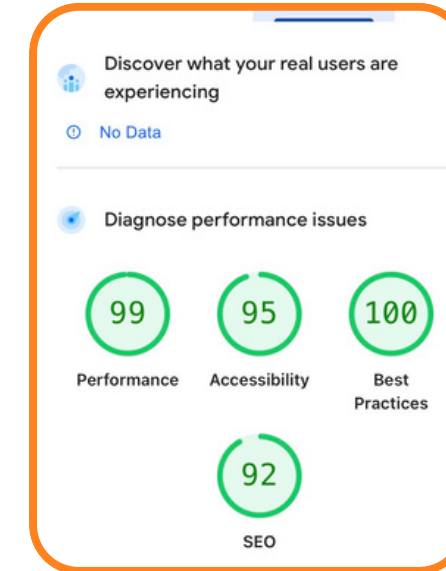 Discover what your real users are
experiencing
No Data
Diagnose performance issues
99
95
100
Performance
Accessibility
Best
Practices
92
SEO